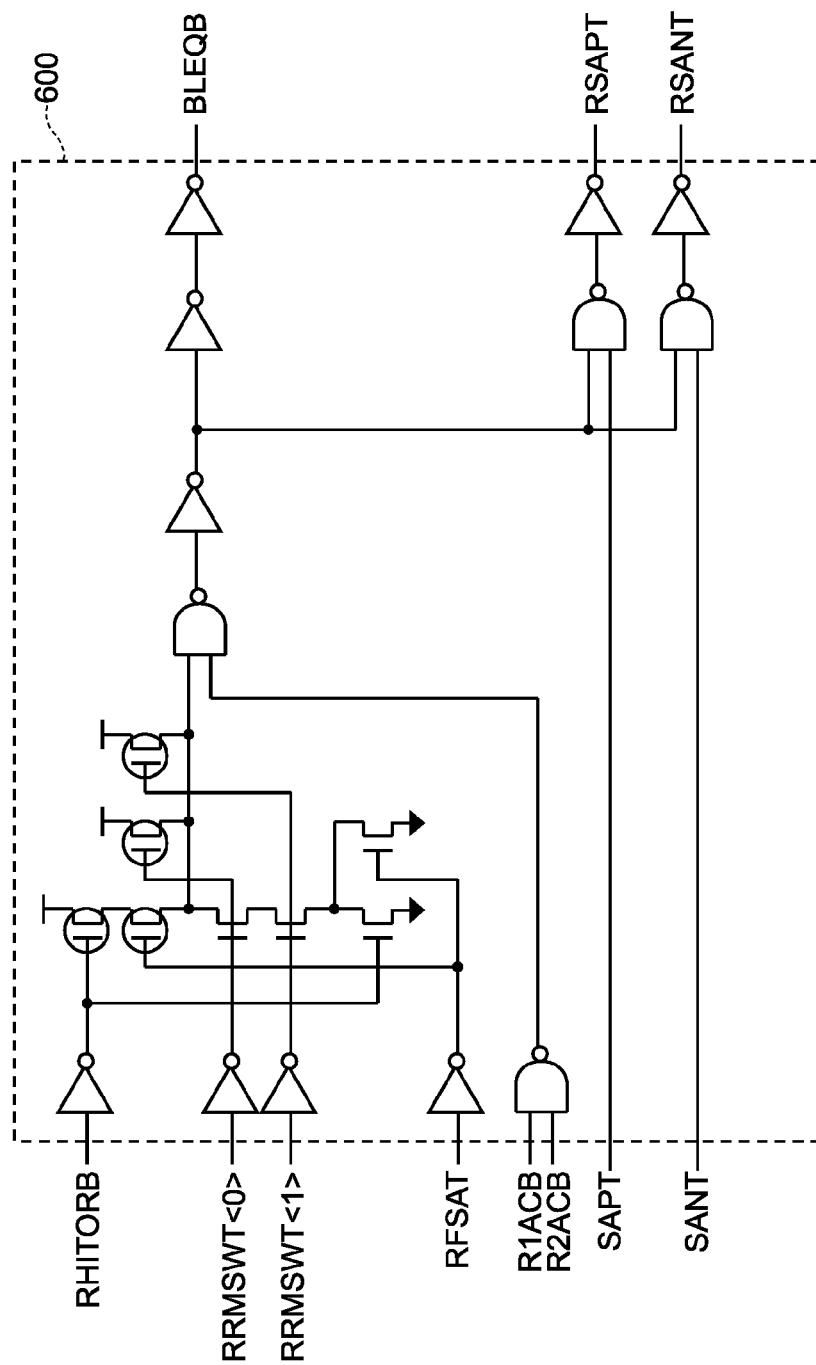 600
RHITORB
RRMSWT<0>
RRMSWT<1>
RFSAT
R1ACB
R2ACB
SAPT
SANT
BLEQB
RSAPT
RSANT